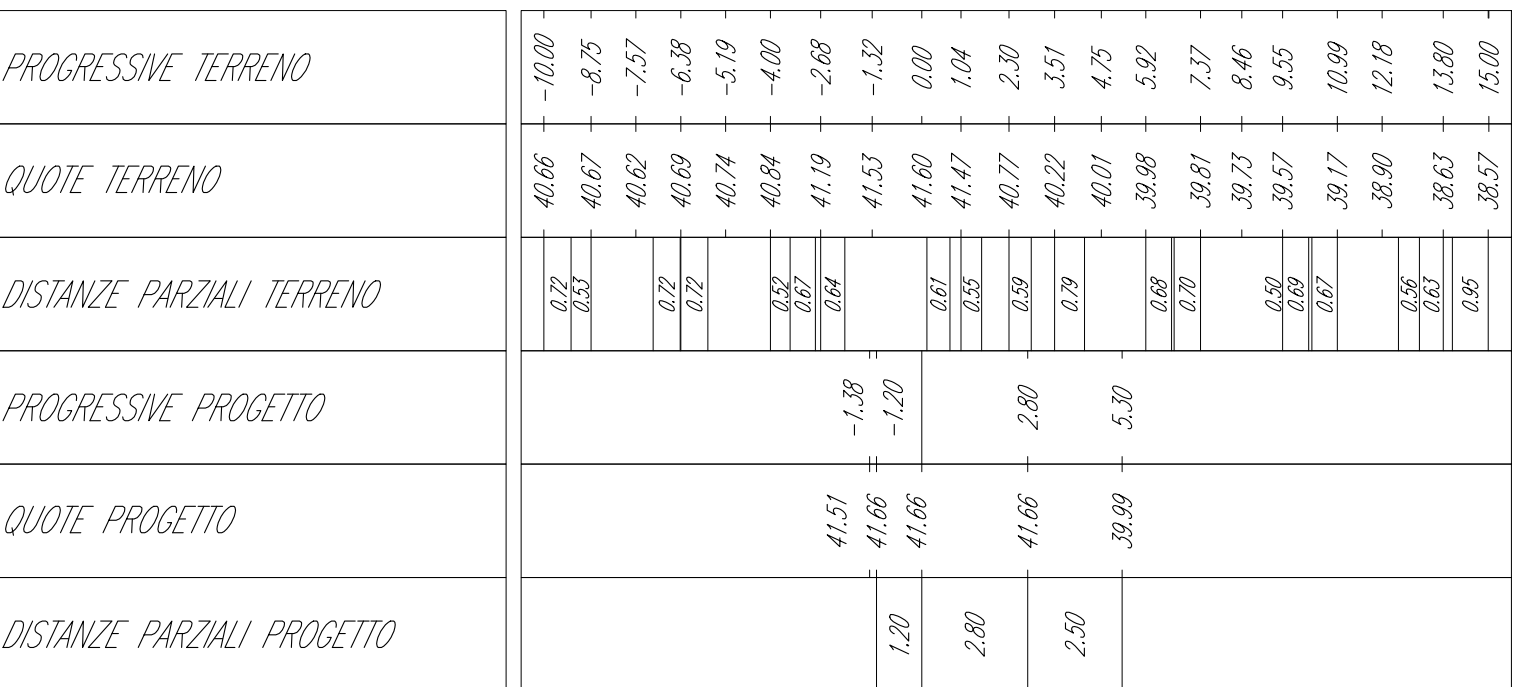 PROGRESSIVE TERRENO -10.00 -8.75 -7.57 -6.38 -5.19 -4.00 -2.68 -1.32 0.00 1.04 2.30 3.51 4.75 5.92 7.37 8.46 9.55 10.99 12.18 13.80 15.00
QUOTE TERRENO 40.66 40.67 40.62 40.69 40.74 40.84 41.19 41.53 41.60 41.47 40.77 40.22 40.01 39.98 39.81 39.73 39.57 39.17 38.90 38.63 38.57
DISTANZE PARZIALI TERRENO 0.72 0.53 0.72 0.72 0.52 0.67 0.64 0.61 0.55 0.59 0.79 0.68 0.70 0.50 0.69 0.67 0.56 0.63 0.95
PROGRESSIVE PROGETTO -1.38 -1.20 2.80 5.30
QUOTE PROGETTO 41.51 41.66 41.66 41.66 39.99
DISTANZE PARZIALI PROGETTO 1.20 2.80 2.50